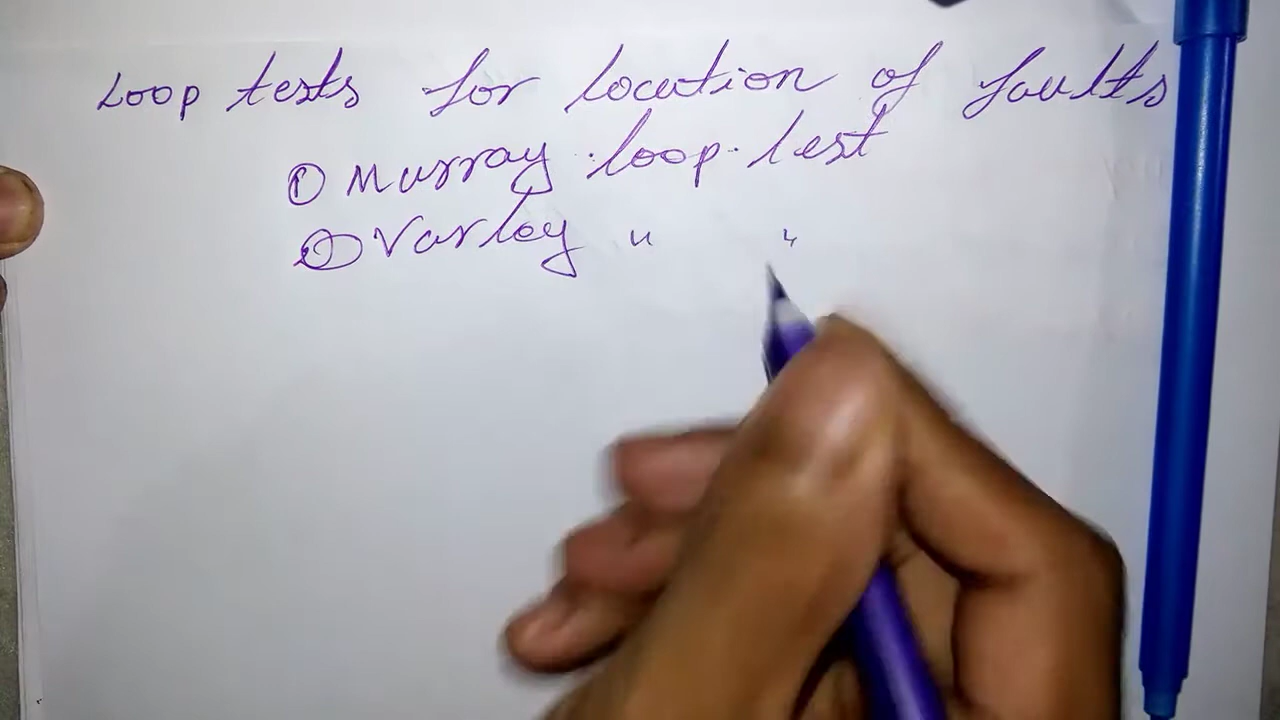 Loop tests for location of faults
① Murray loop test
② Varley " "